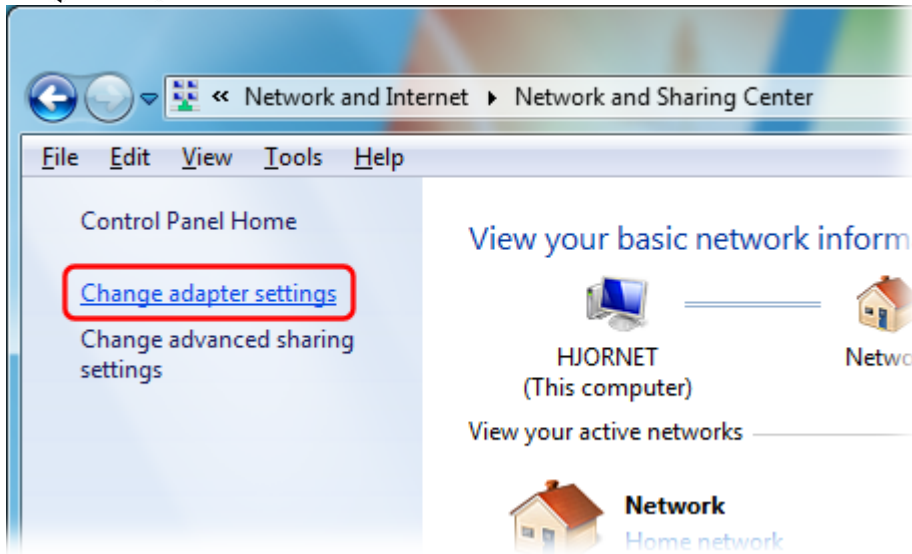 « Network and Internet ▸ Network and Sharing Center
File Edit View Tools Help
Control Panel Home
Change adapter settings
Change advanced sharing
settings
View your basic network inform
HJORNET
(This computer)
Netwo
View your active networks
Network
Home network